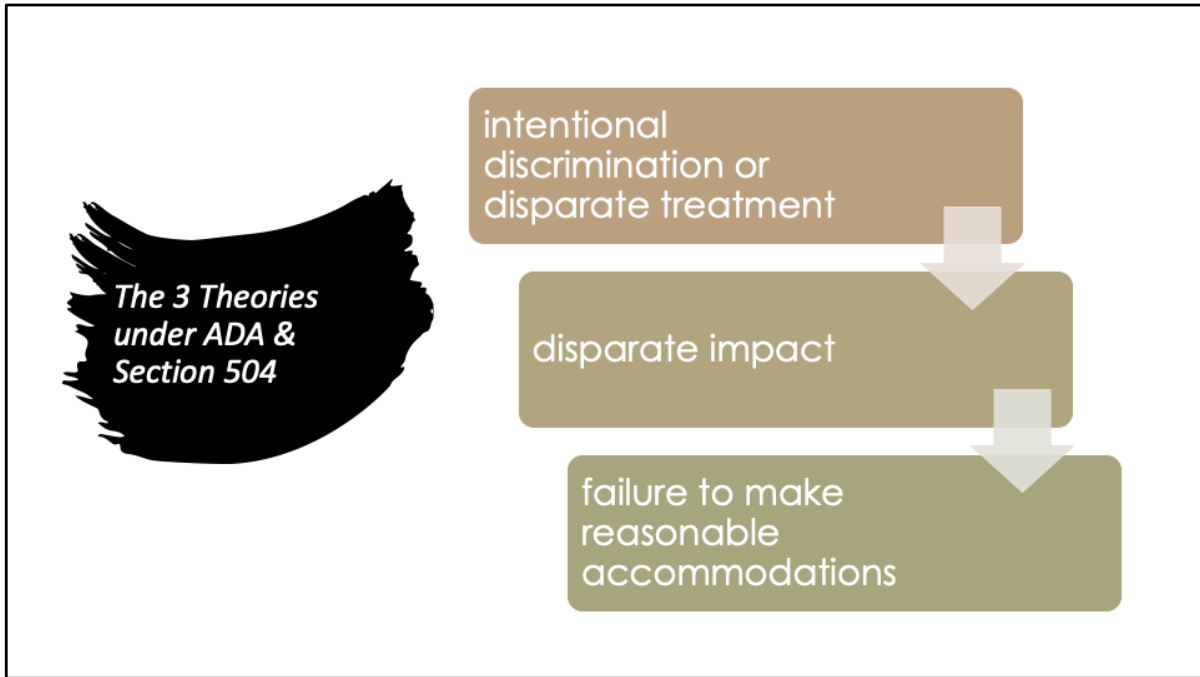 The 3 Theories
under ADA &
Section 504
intentional
discrimination or
disparate treatment
disparate impact
failure to make
reasonable
accommodations